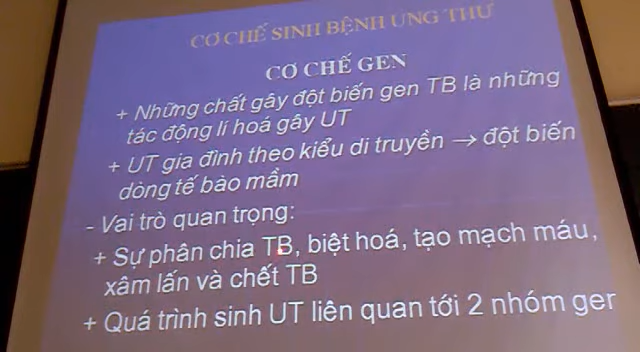 CƠ CHẾ SINH BỆNH UNG THƯ
CƠ CHẾ GEN
+ Những chất gây đột biến gen TB là những
tác động lí hoá gây UT
+ UT gia đình theo kiểu di truyền → đột biến
dòng tế bào mầm
- Vai trò quan trọng:
+ Sự phân chia TB, biệt hoá, tạo mạch máu,
xâm lấn và chết TB
+ Quá trình sinh UT liên quan tới 2 nhóm